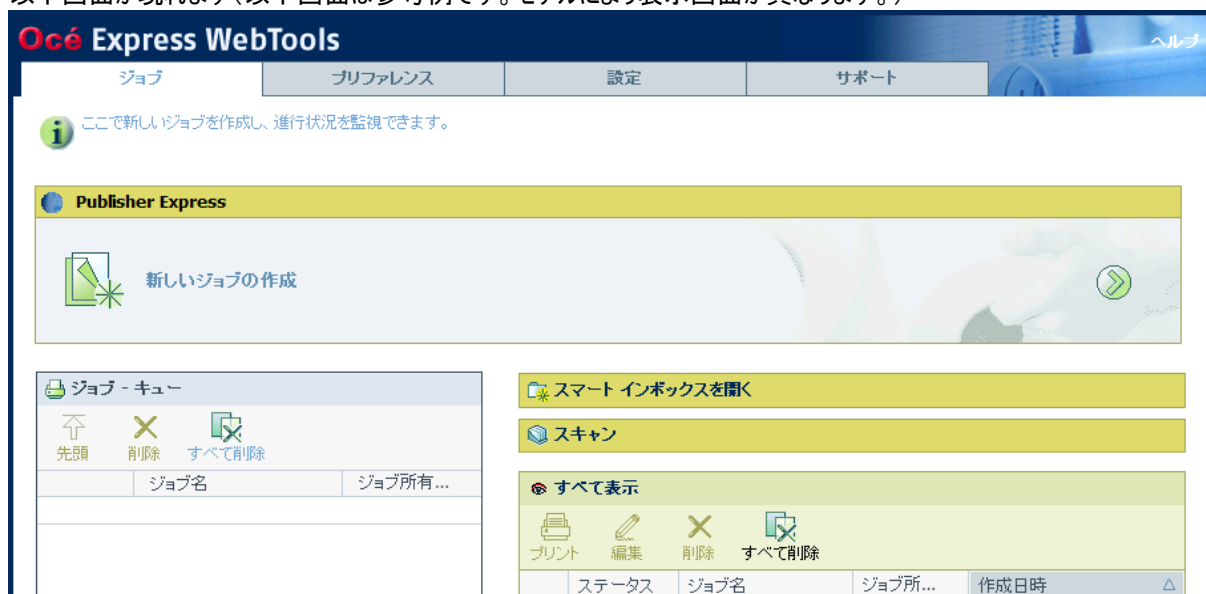 以下画面が現れます（以下画面は参考例です。モデルにより表示画面が異なります。）
Océ Express WebTools
ヘルプ
ジョブ プリファレンス 設定 サポート
ここで新しいジョブを作成し、進行状況を監視できます。
Publisher Express
新しいジョブの作成
ジョブ - キュー
先頭 削除 すべて削除
ジョブ名 ジョブ所有...
スマート インボックスを開く
スキャン
すべて表示
プリント 編集 削除 すべて削除
ステータス ジョブ名 ジョブ所... 作成日時